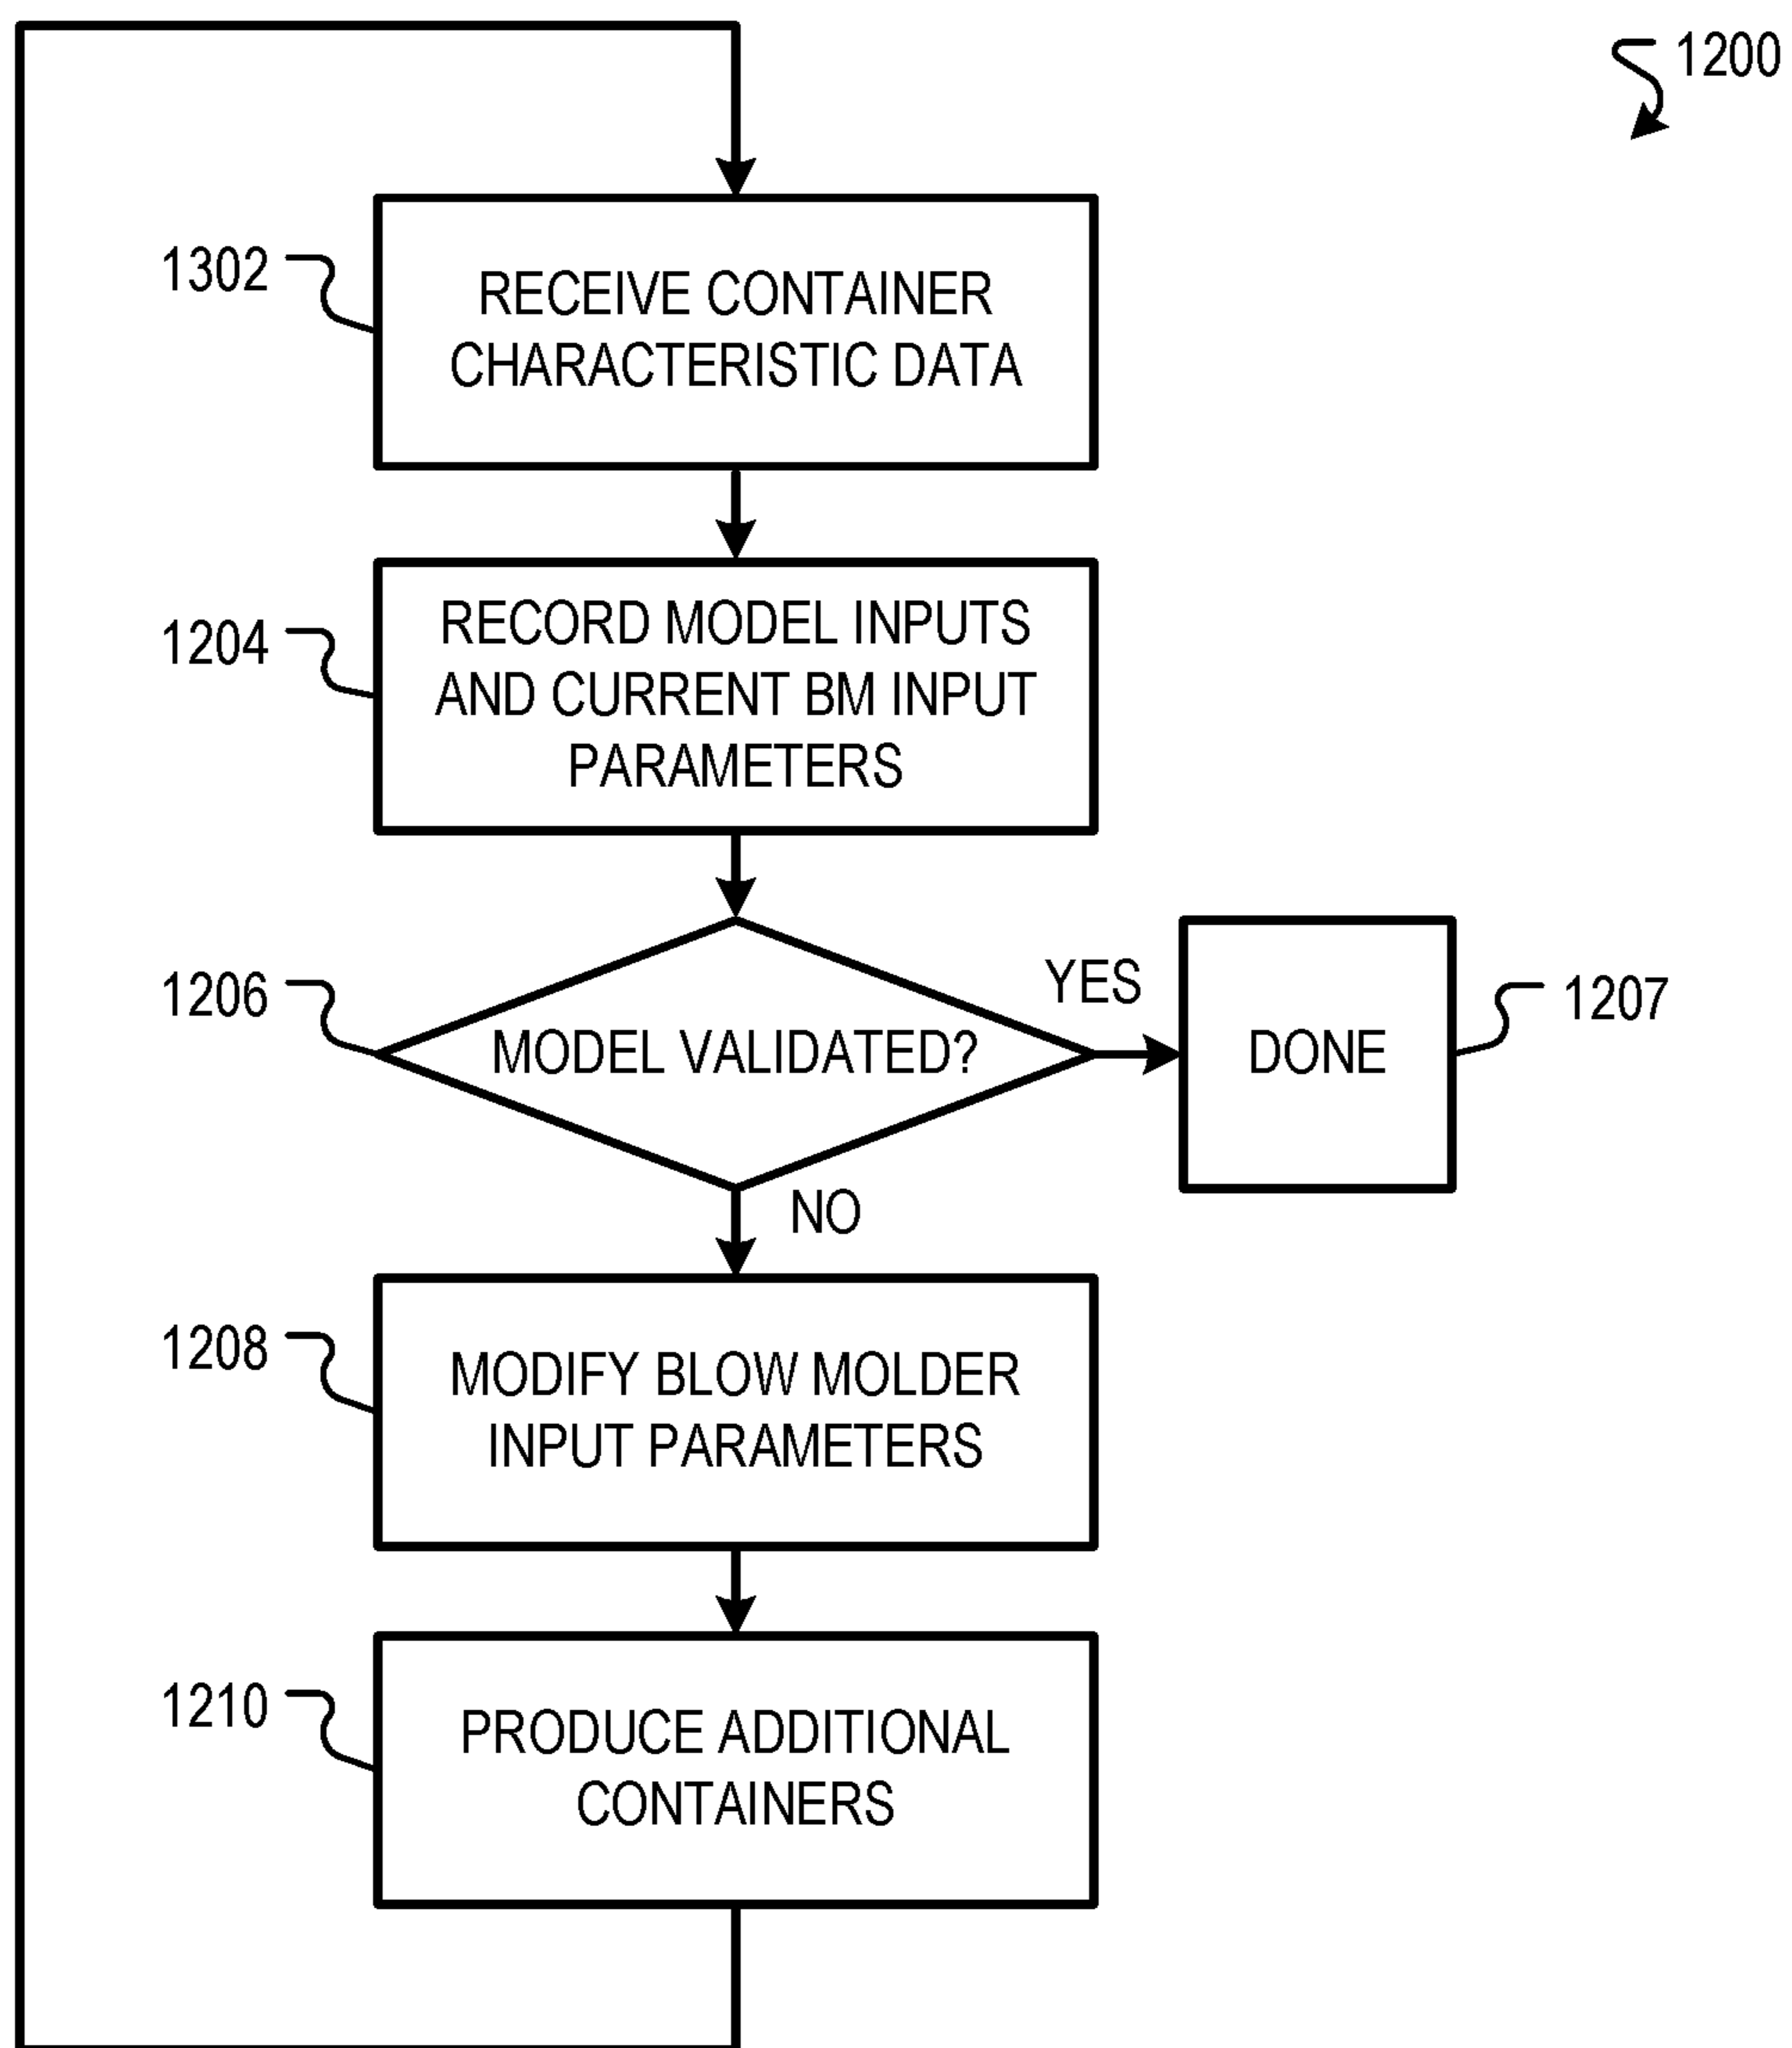 1200
1302
RECEIVE CONTAINER
CHARACTERISTIC DATA
1204
RECORD MODEL INPUTS
AND CURRENT BM INPUT
PARAMETERS
1206
MODEL VALIDATED?
YES
DONE
1207
NO
1208
MODIFY BLOW MOLDER
INPUT PARAMETERS
1210
PRODUCE ADDITIONAL
CONTAINERS